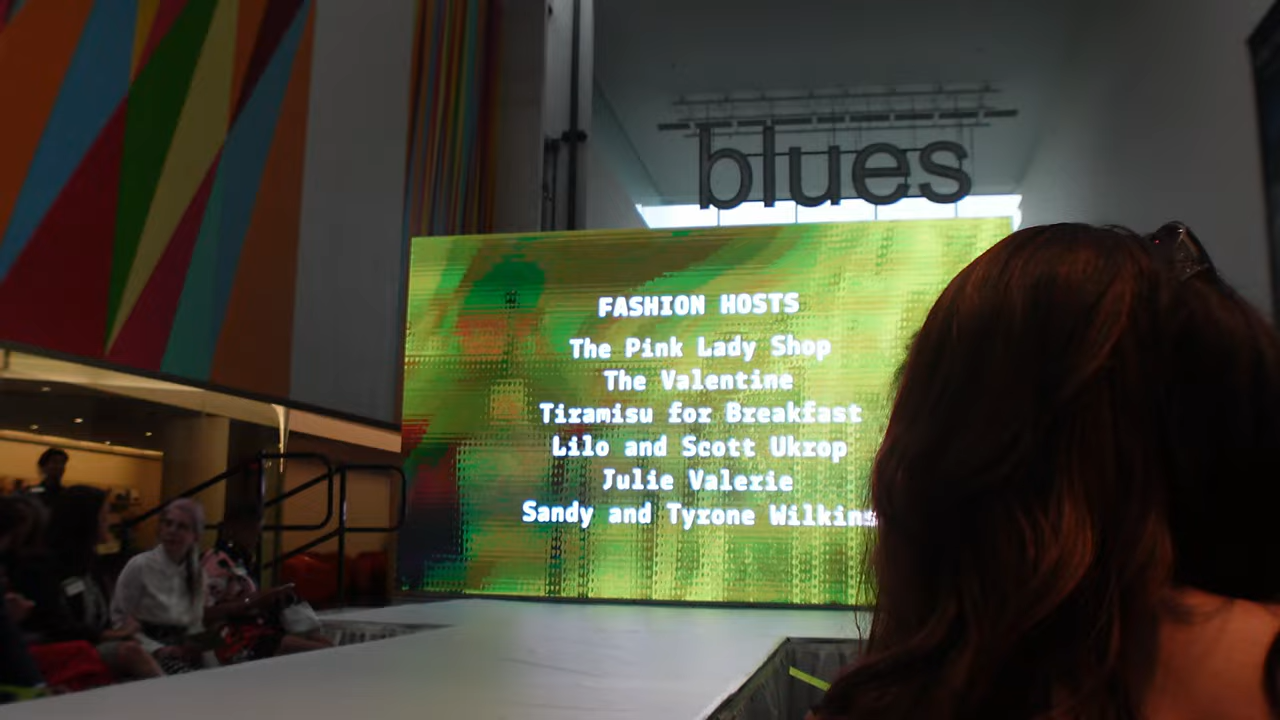 blues
FASHION HOSTS
The Pink Lady Shop
The Valentine
Tiramisu for Breakfast
Lilo and Scott Ukrop
Julie Valerie
Sandy and Tyrone Wilkins